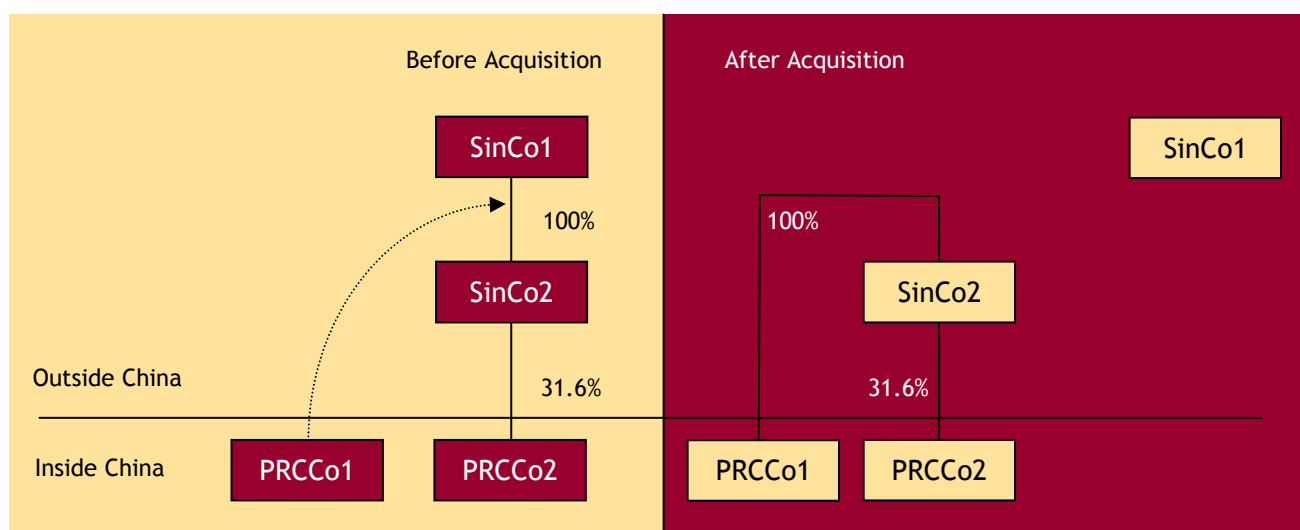 Before Acquisition
SinCo1
100%
SinCo2
Outside China
31.6%
Inside China
PRCCo1
PRCCo2
After Acquisition
SinCo1
100%
SinCo2
31.6%
PRCCo1
PRCCo2